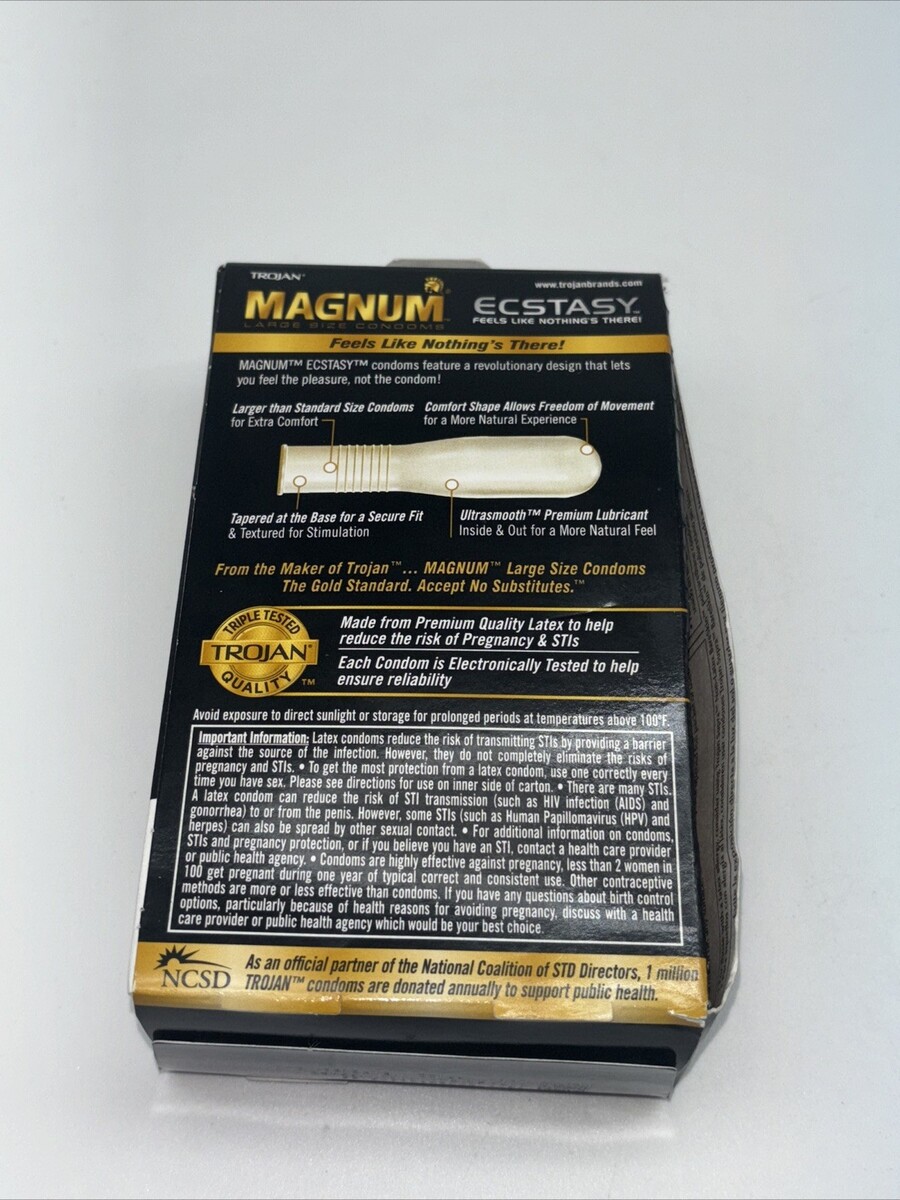 TROJAN®
www.trojanbrands.com
MAGNUM™
ECSTASY™
LARGE SIZE CONDOMS
FEELS LIKE NOTHING'S THERE!
Feels Like Nothing's There!
MAGNUM™ ECSTASY™ condoms feature a revolutionary design that lets
you feel the pleasure, not the condom!
Larger than Standard Size Condoms
for Extra Comfort
Comfort Shape Allows Freedom of Movement
for a More Natural Experience
Tapered at the Base for a Secure Fit
& Textured for Stimulation
Ultrasmooth™ Premium Lubricant
Inside & Out for a More Natural Feel
From the Maker of Trojan™... MAGNUM™ Large Size Condoms
The Gold Standard. Accept No Substitutes.™
TRIPLE TESTED
TROJAN®
QUALITY™
Made from Premium Quality Latex to help
reduce the risk of Pregnancy & STIs
Each Condom is Electronically Tested to help
ensure reliability
Avoid exposure to direct sunlight or storage for prolonged periods at temperatures above 100°F.
Important Information: Latex condoms reduce the risk of transmitting STIs by providing a barrier
against the source of the infection. However, they do not completely eliminate the risks of
pregnancy and STIs. • To get the most protection from a latex condom, use one correctly every
time you have sex. Please see directions for use on inner side of carton. • There are many STIs.
A latex condom can reduce the risk of STI transmission (such as HIV infection (AIDS) and
gonorrhea) to or from the penis. However, some STIs (such as Human Papillomavirus (HPV) and
herpes) can also be spread by other sexual contact. • For additional information on condoms,
STIs and pregnancy protection, or if you believe you have an STI, contact a health care provider
or public health agency. • Condoms are highly effective against pregnancy, less than 2 women in
100 get pregnant during one year of typical correct and consistent use. Other contraceptive
methods are more or less effective than condoms. If you have any questions about birth control
options, particularly because of health reasons for avoiding pregnancy, discuss with a health
care provider or public health agency which would be your best choice.
NCSD
As an official partner of the National Coalition of STD Directors, 1 million
TROJAN™ condoms are donated annually to support public health.